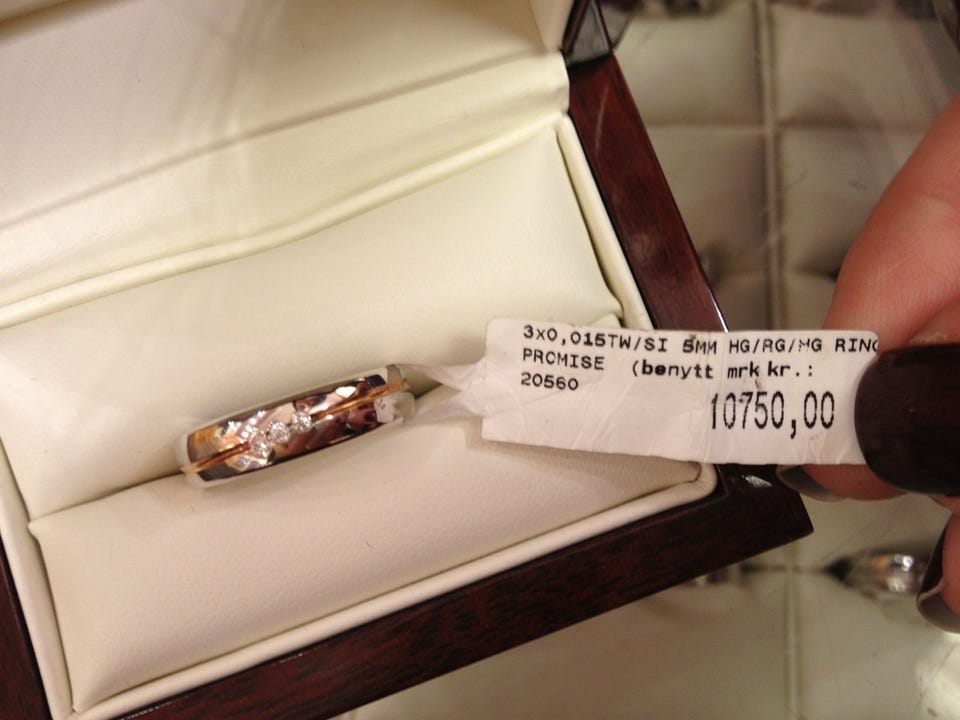 3x0,015TW/SI 5MM HG/RG/HG RING
PROMISE (benytt mrk kr.:
20560
10750,00